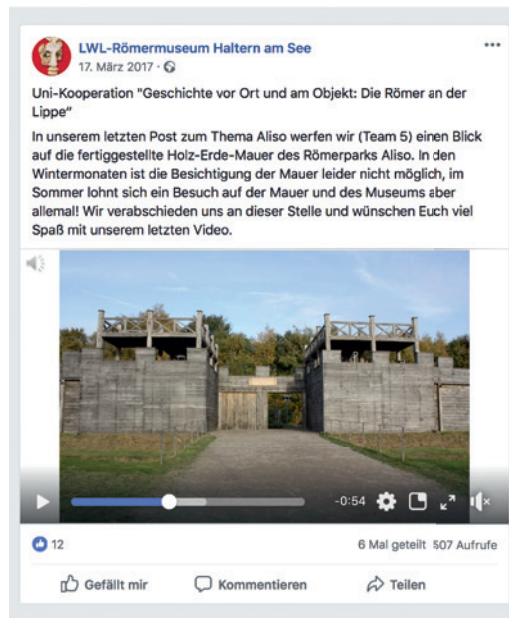 LWL-Römermuseum Haltern am See
17. März 2017 ·
Uni-Kooperation "Geschichte vor Ort und am Objekt: Die Römer an der
Lippe“
In unserem letzten Post zum Thema Aliso werfen wir (Team 5) einen Blick
auf die fertiggestellte Holz-Erde-Mauer des Römerparks Aliso. In den
Wintermonaten ist die Besichtigung der Mauer leider nicht möglich, im
Sommer lohnt sich ein Besuch auf der Mauer und des Museums aber
allemal! Wir verabschieden uns an dieser Stelle und wünschen Euch viel
Spaß mit unserem letzten Video.
-0:54
12
6 Mal geteilt 507 Aufrufe
Gefällt mir
Kommentieren
Teilen